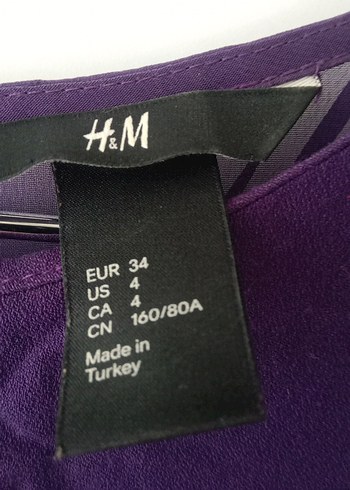 H&M
EUR 34
US 4
CA 4
CN 160/80A
Made in
Turkey